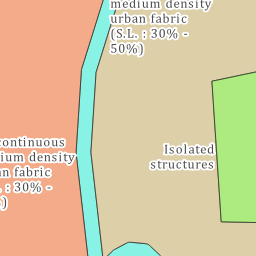 medium density
urban fabric
(S.L. : 30% -
50%)
continuous
ium density
n fabric
: 30% -
)
Isolated
structures